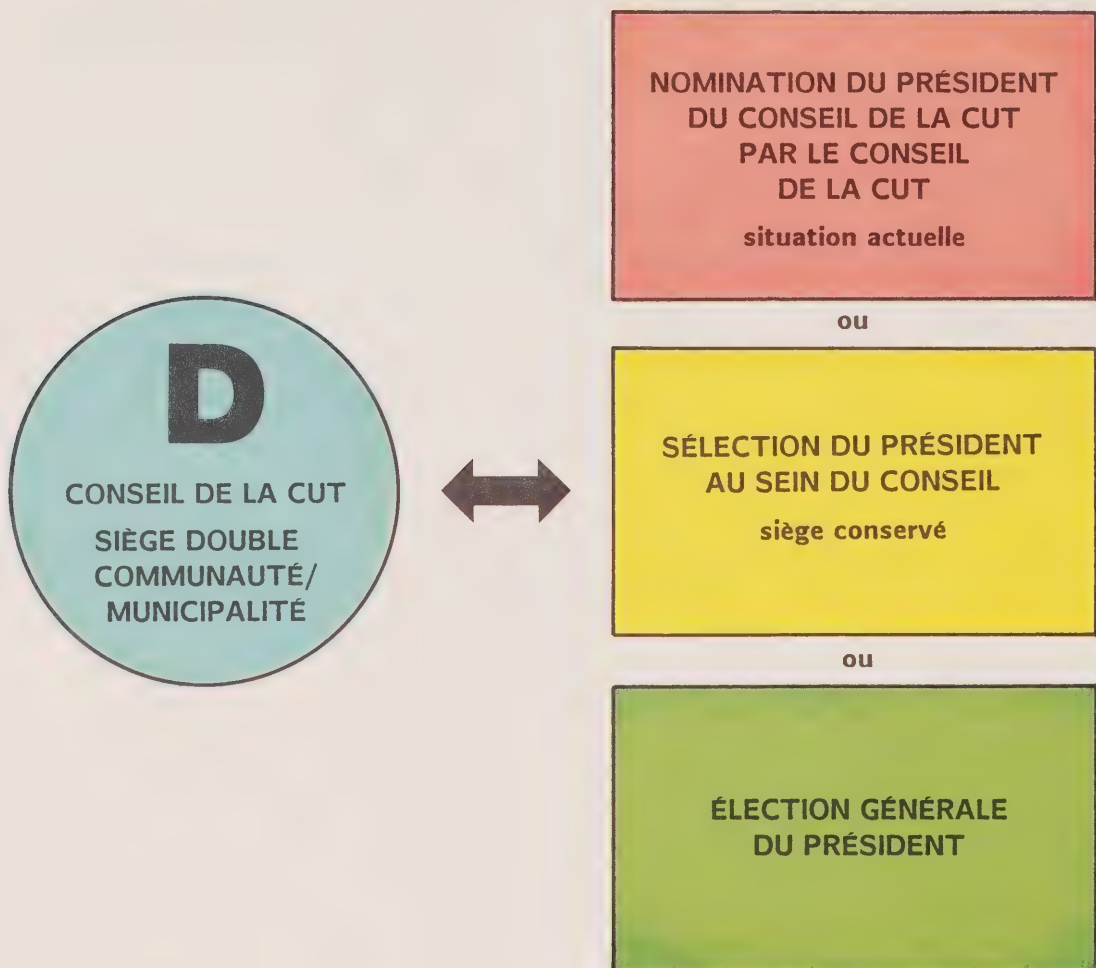 D
CONSEIL DE LA CUT
SIÈGE DOUBLE
COMMUNAUTÉ/
MUNICIPALITÉ
NOMINATION DU PRÉSIDENT
DU CONSEIL DE LA CUT
PAR LE CONSEIL
DE LA CUT
situation actuelle
ou
SÉLECTION DU PRÉSIDENT
AU SEIN DU CONSEIL
siège conservé
ou
ÉLECTION GÉNÉRALE
DU PRÉSIDENT